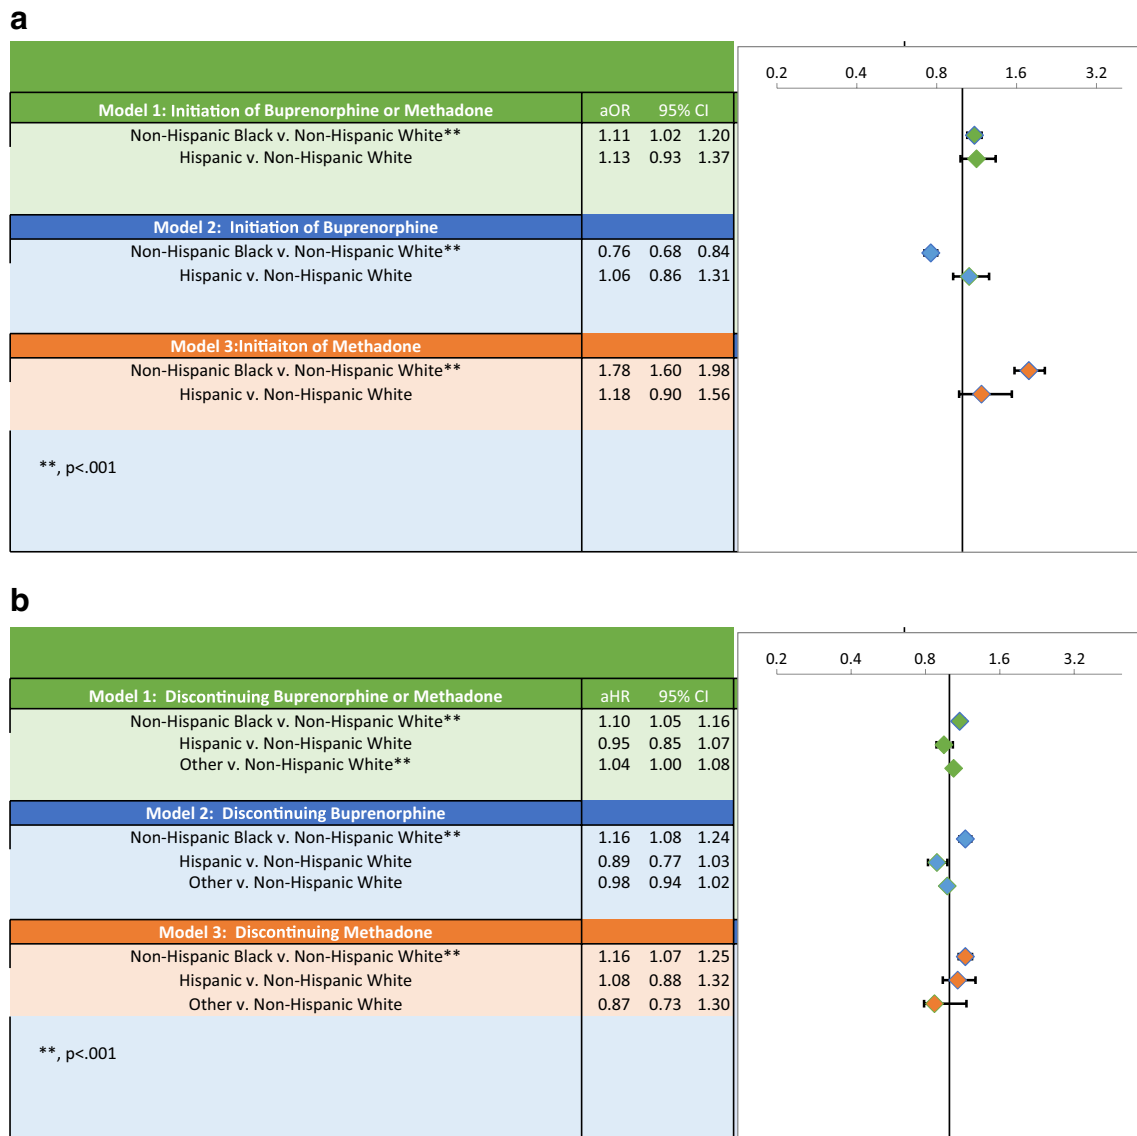 a
0.2 0.4 0.8 1.6 3.2
Model 1: Initiation of Buprenorphine or Methadone aOR 95% CI
Non-Hispanic Black v. Non-Hispanic White** 1.11 1.02 1.20
Hispanic v. Non-Hispanic White 1.13 0.93 1.37
Model 2: Initiation of Buprenorphine
Non-Hispanic Black v. Non-Hispanic White** 0.76 0.68 0.84
Hispanic v. Non-Hispanic White 1.06 0.86 1.31
Model 3:Initiaiton of Methadone
Non-Hispanic Black v. Non-Hispanic White** 1.78 1.60 1.98
Hispanic v. Non-Hispanic White 1.18 0.90 1.56
**, p<.001
b
0.2 0.4 0.8 1.6 3.2
Model 1: Discontinuing Buprenorphine or Methadone aHR 95% CI
Non-Hispanic Black v. Non-Hispanic White** 1.10 1.05 1.16
Hispanic v. Non-Hispanic White 0.95 0.85 1.07
Other v. Non-Hispanic White** 1.04 1.00 1.08
Model 2: Discontinuing Buprenorphine
Non-Hispanic Black v. Non-Hispanic White** 1.16 1.08 1.24
Hispanic v. Non-Hispanic White 0.89 0.77 1.03
Other v. Non-Hispanic White 0.98 0.94 1.02
Model 3: Discontinuing Methadone
Non-Hispanic Black v. Non-Hispanic White** 1.16 1.07 1.25
Hispanic v. Non-Hispanic White 1.08 0.88 1.32
Other v. Non-Hispanic White 0.87 0.73 1.30
**, p<.001